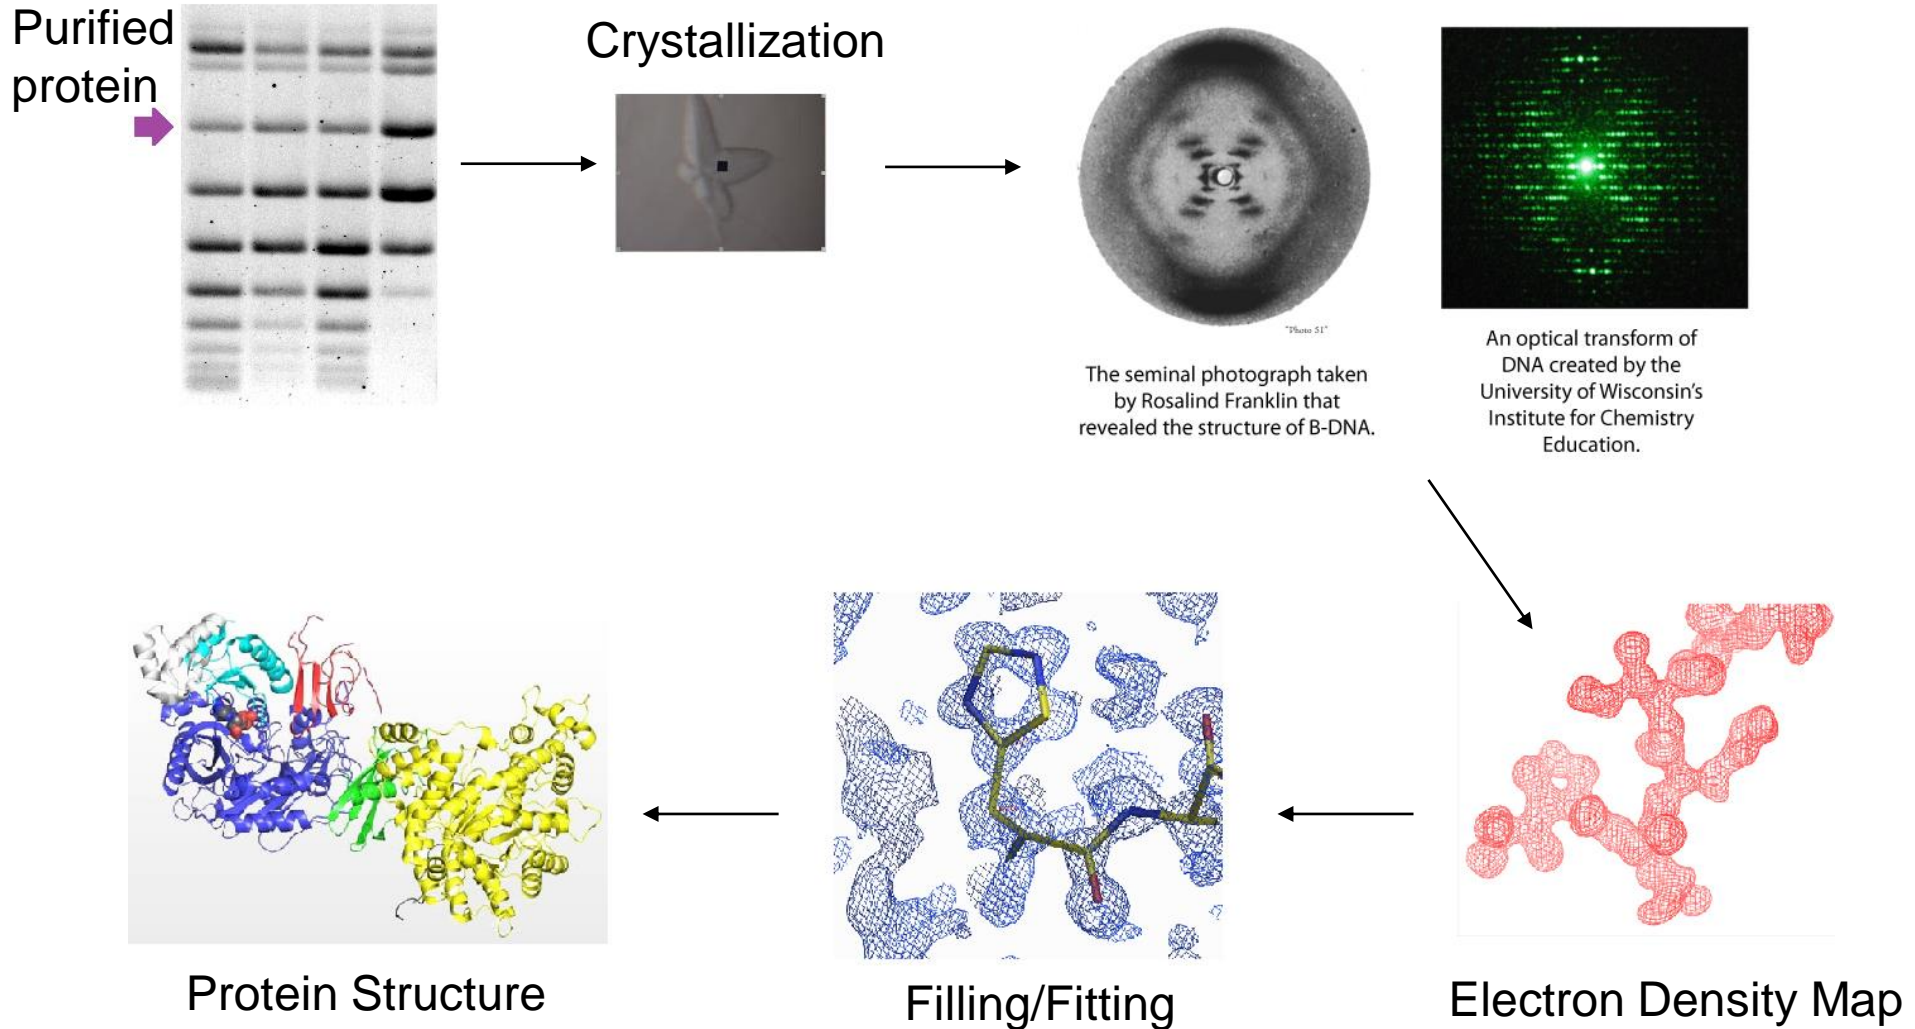 Purified
protein
Crystallization
"Photo 51"
The seminal photograph taken
by Rosalind Franklin that
revealed the structure of B-DNA.
An optical transform of
DNA created by the
University of Wisconsin's
Institute for Chemistry
Education.
Protein Structure
Filling/Fitting
Electron Density Map